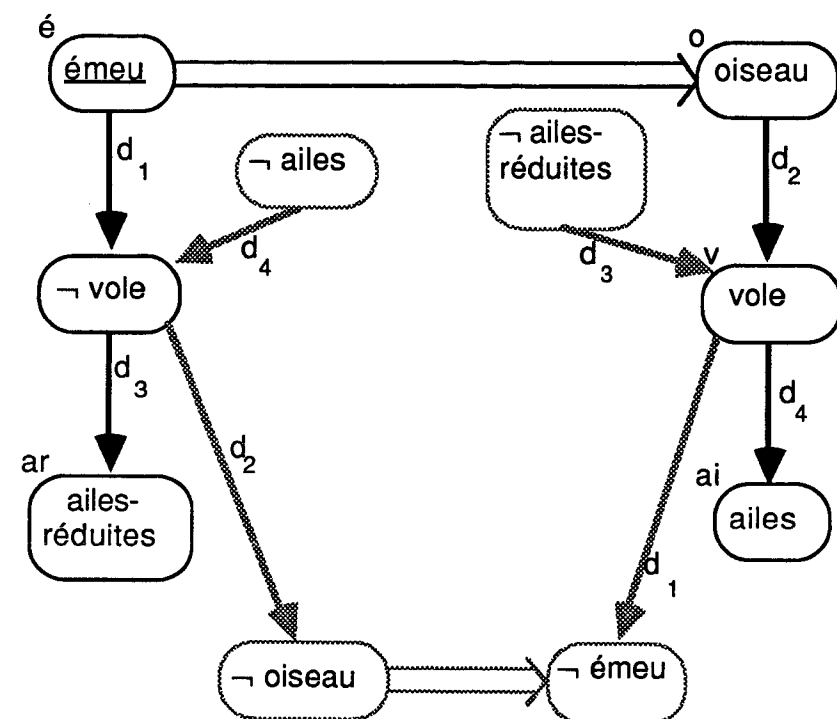 é
émeu
o
oiseau
d1
¬ ailes
¬ ailes-
réduites
d2
d4
d3
v
¬ vole
vole
d3
d4
d2
ar
ailes-
réduites
ai
ailes
d1
¬ oiseau
¬ émeu